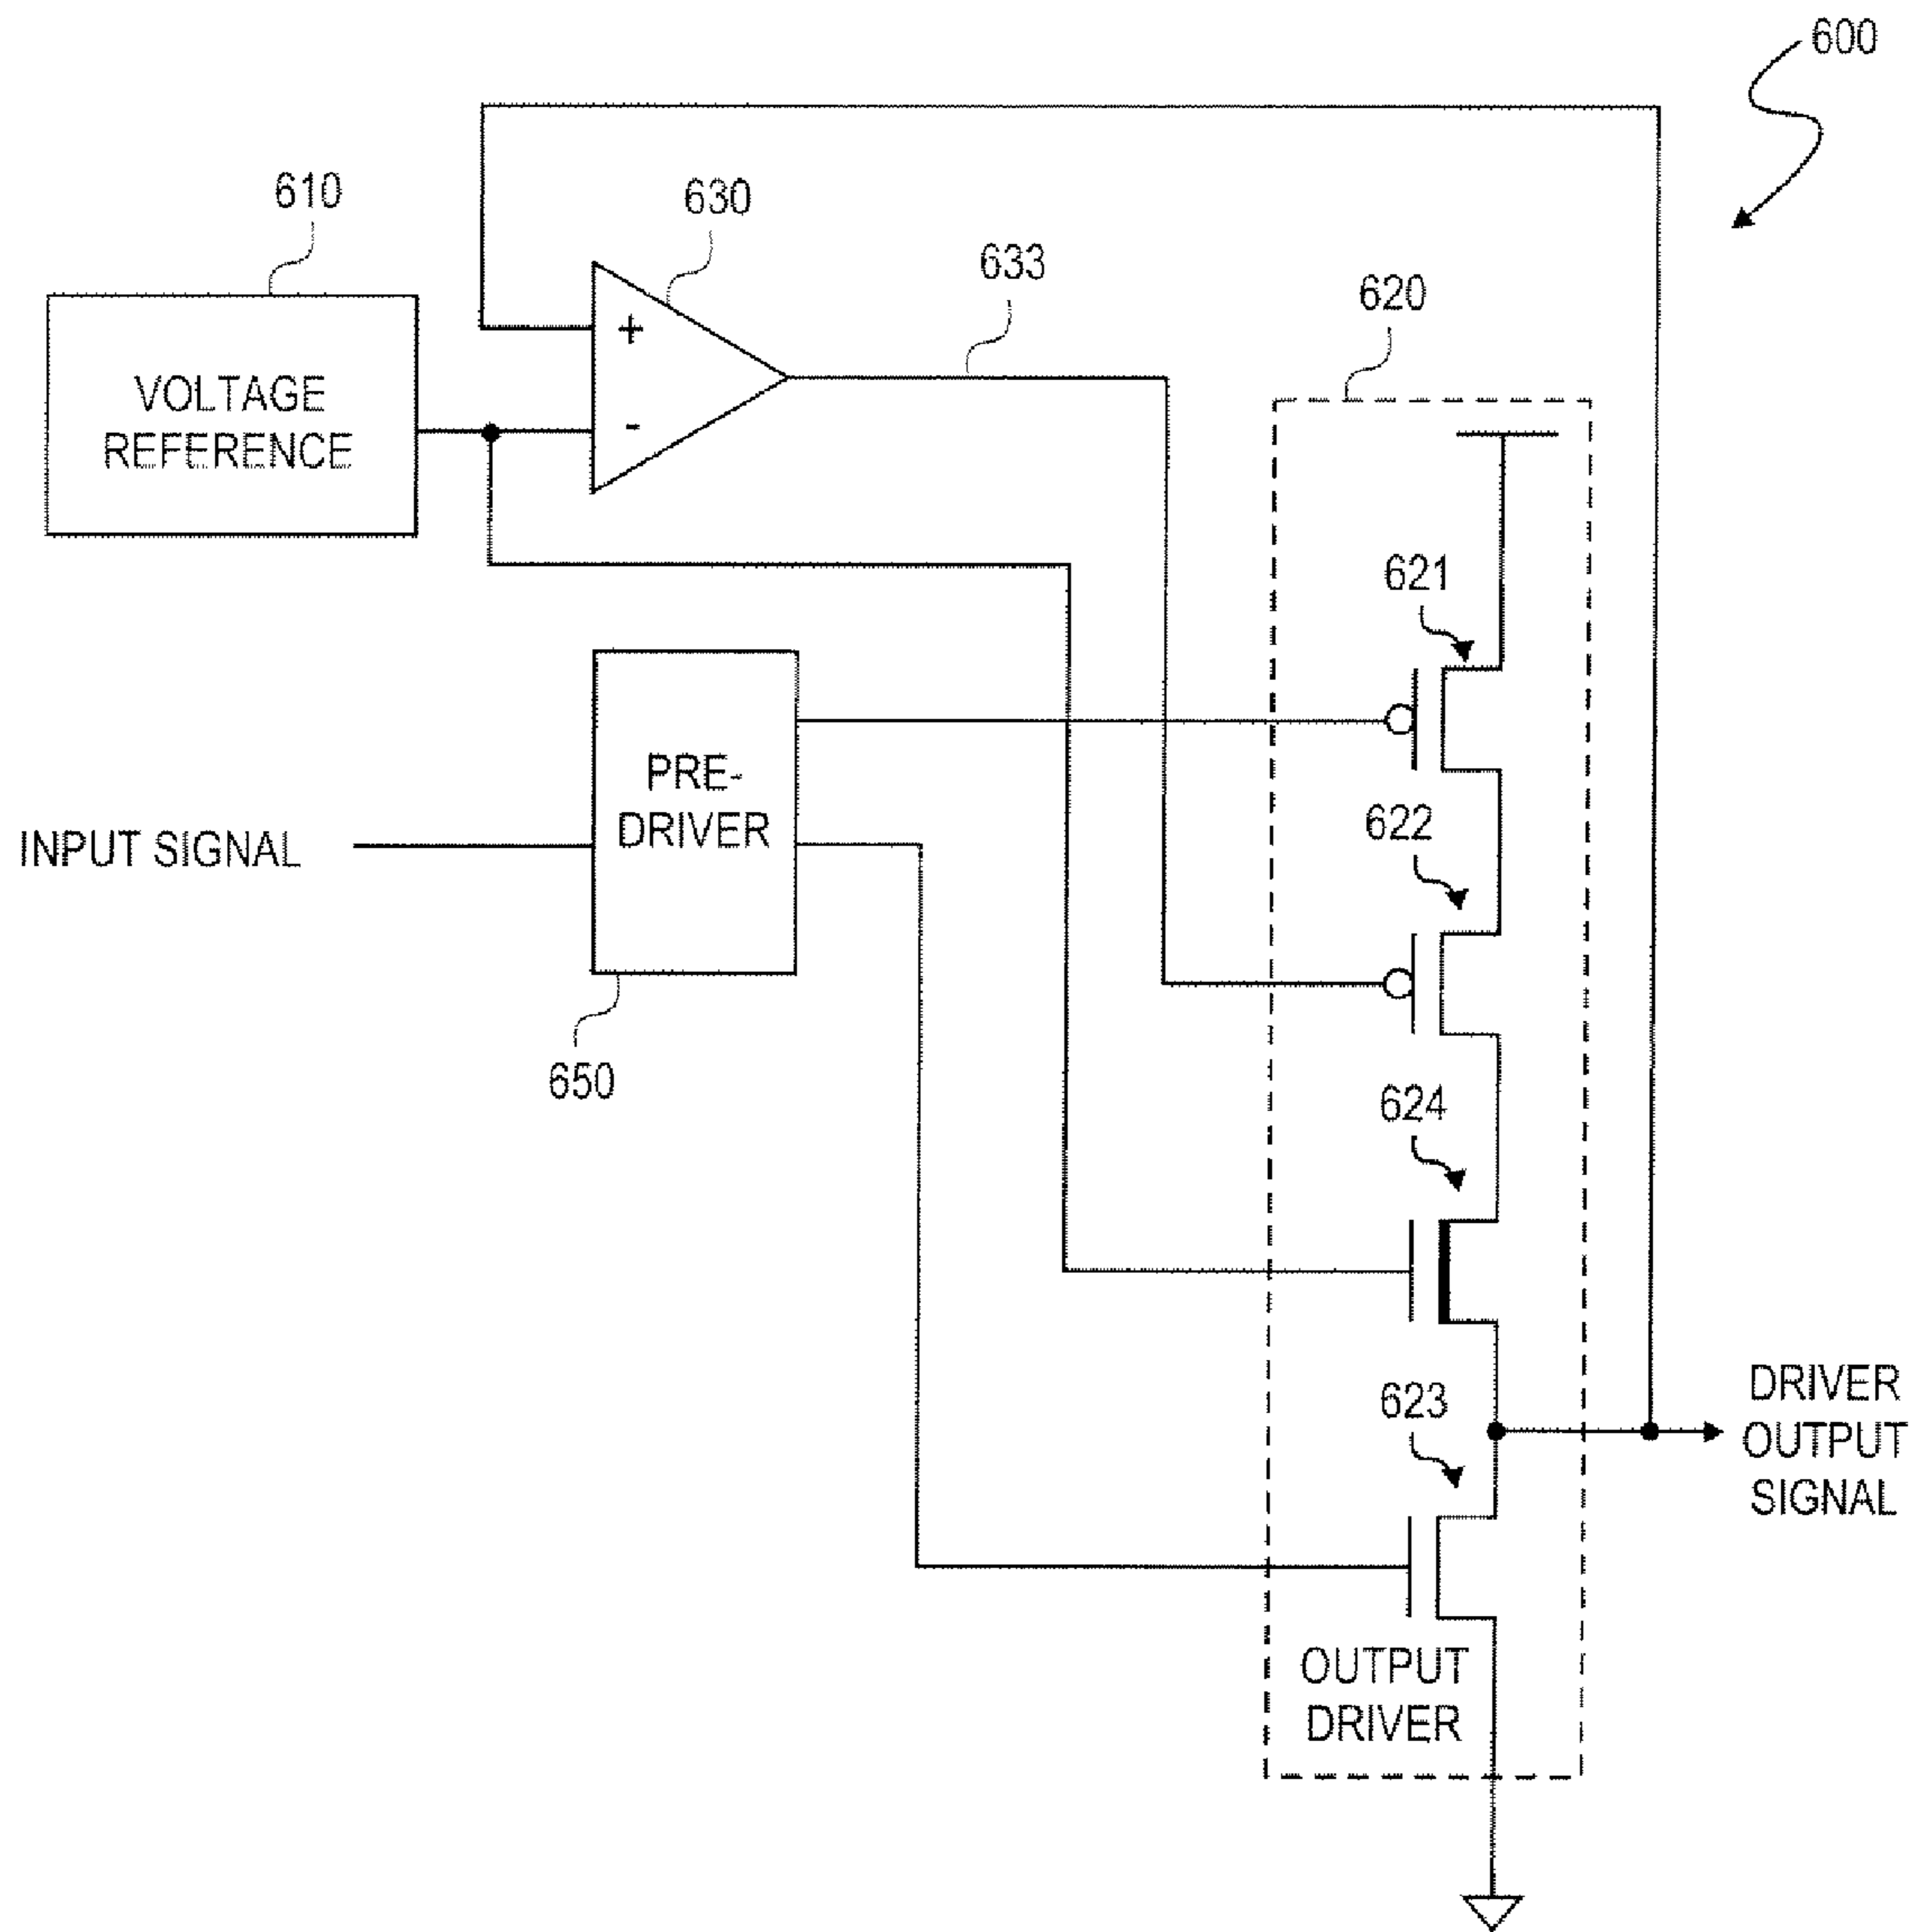 600
610
630
633
620
+
-
VOLTAGE
REFERENCE
621
PRE-
DRIVER
622
INPUT SIGNAL
650
624
623
DRIVER
OUTPUT
SIGNAL
OUTPUT
DRIVER